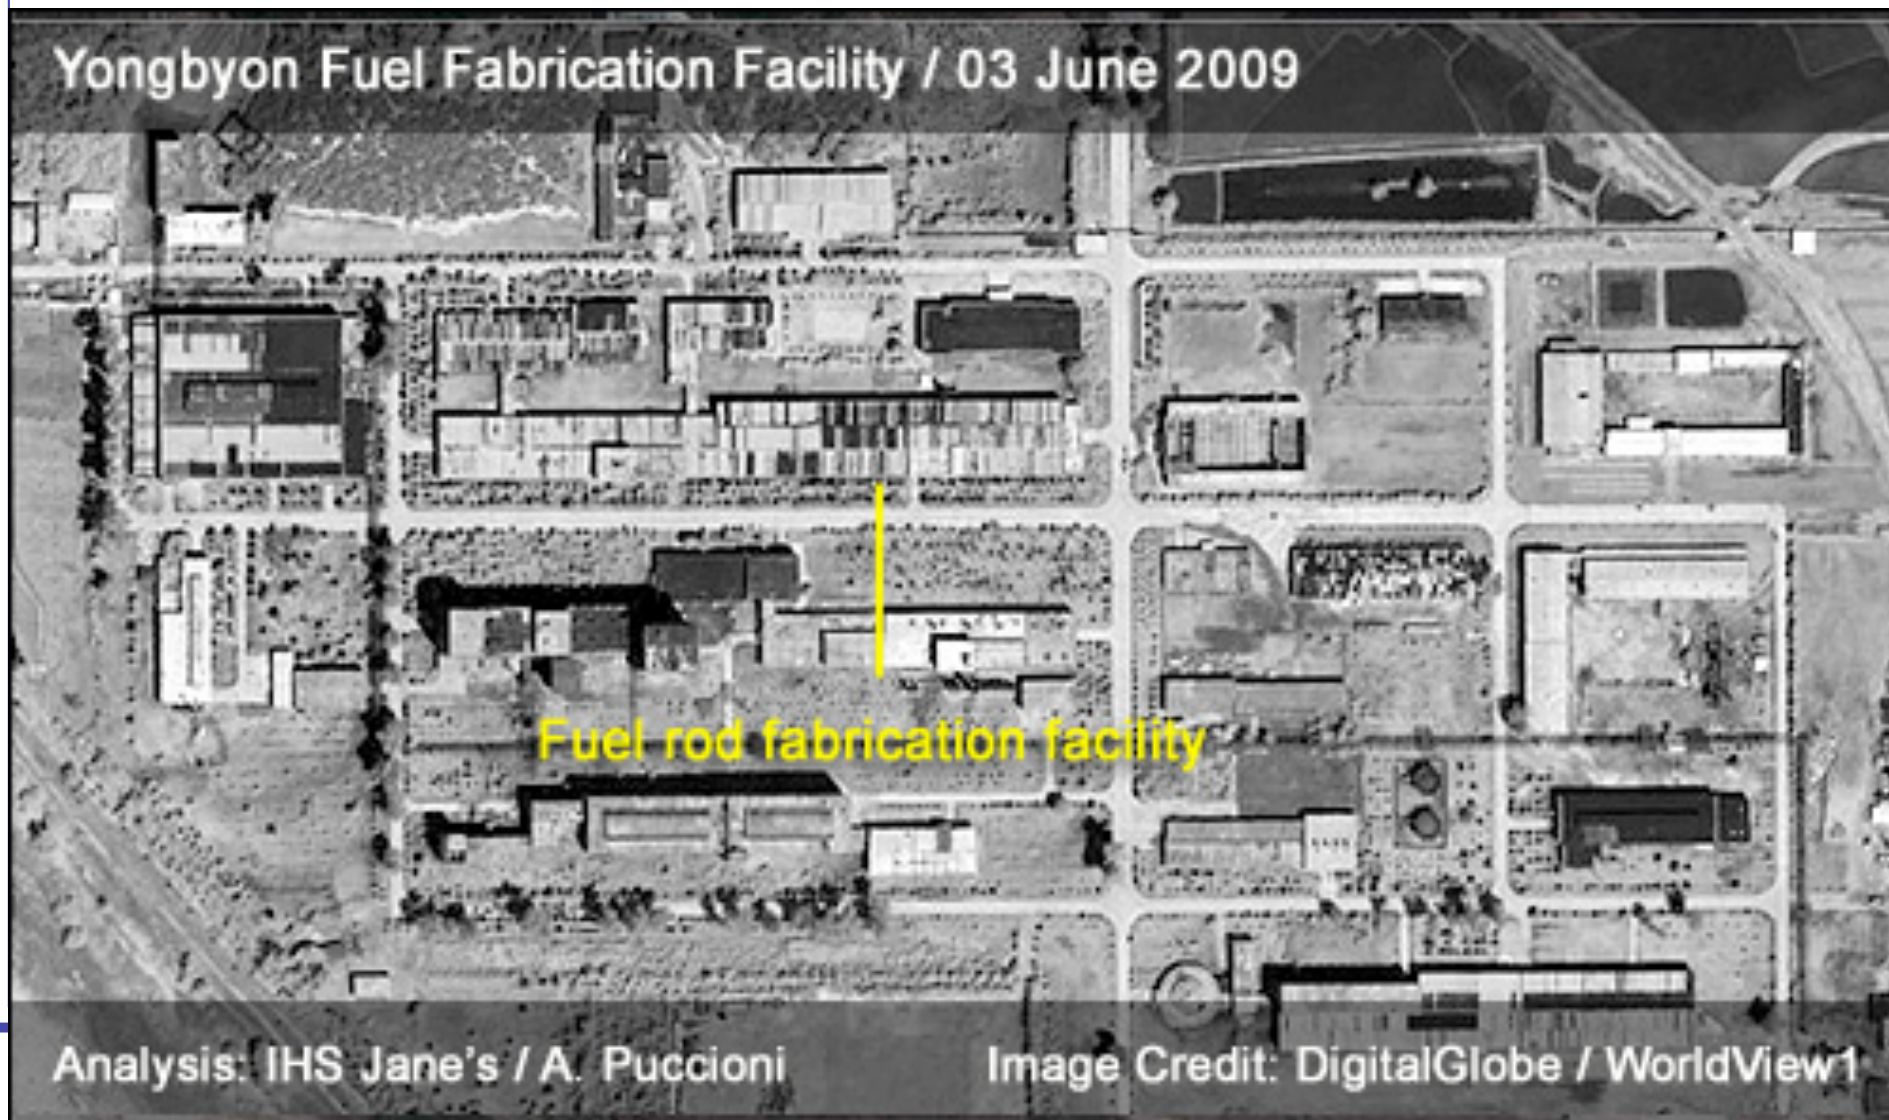 Yongbyon Fuel Fabrication Facility / 03 June 2009
Fuel rod fabrication facility
Analysis: IHS Jane's / A. Puccioni
Image Credit: DigitalGlobe / WorldView1